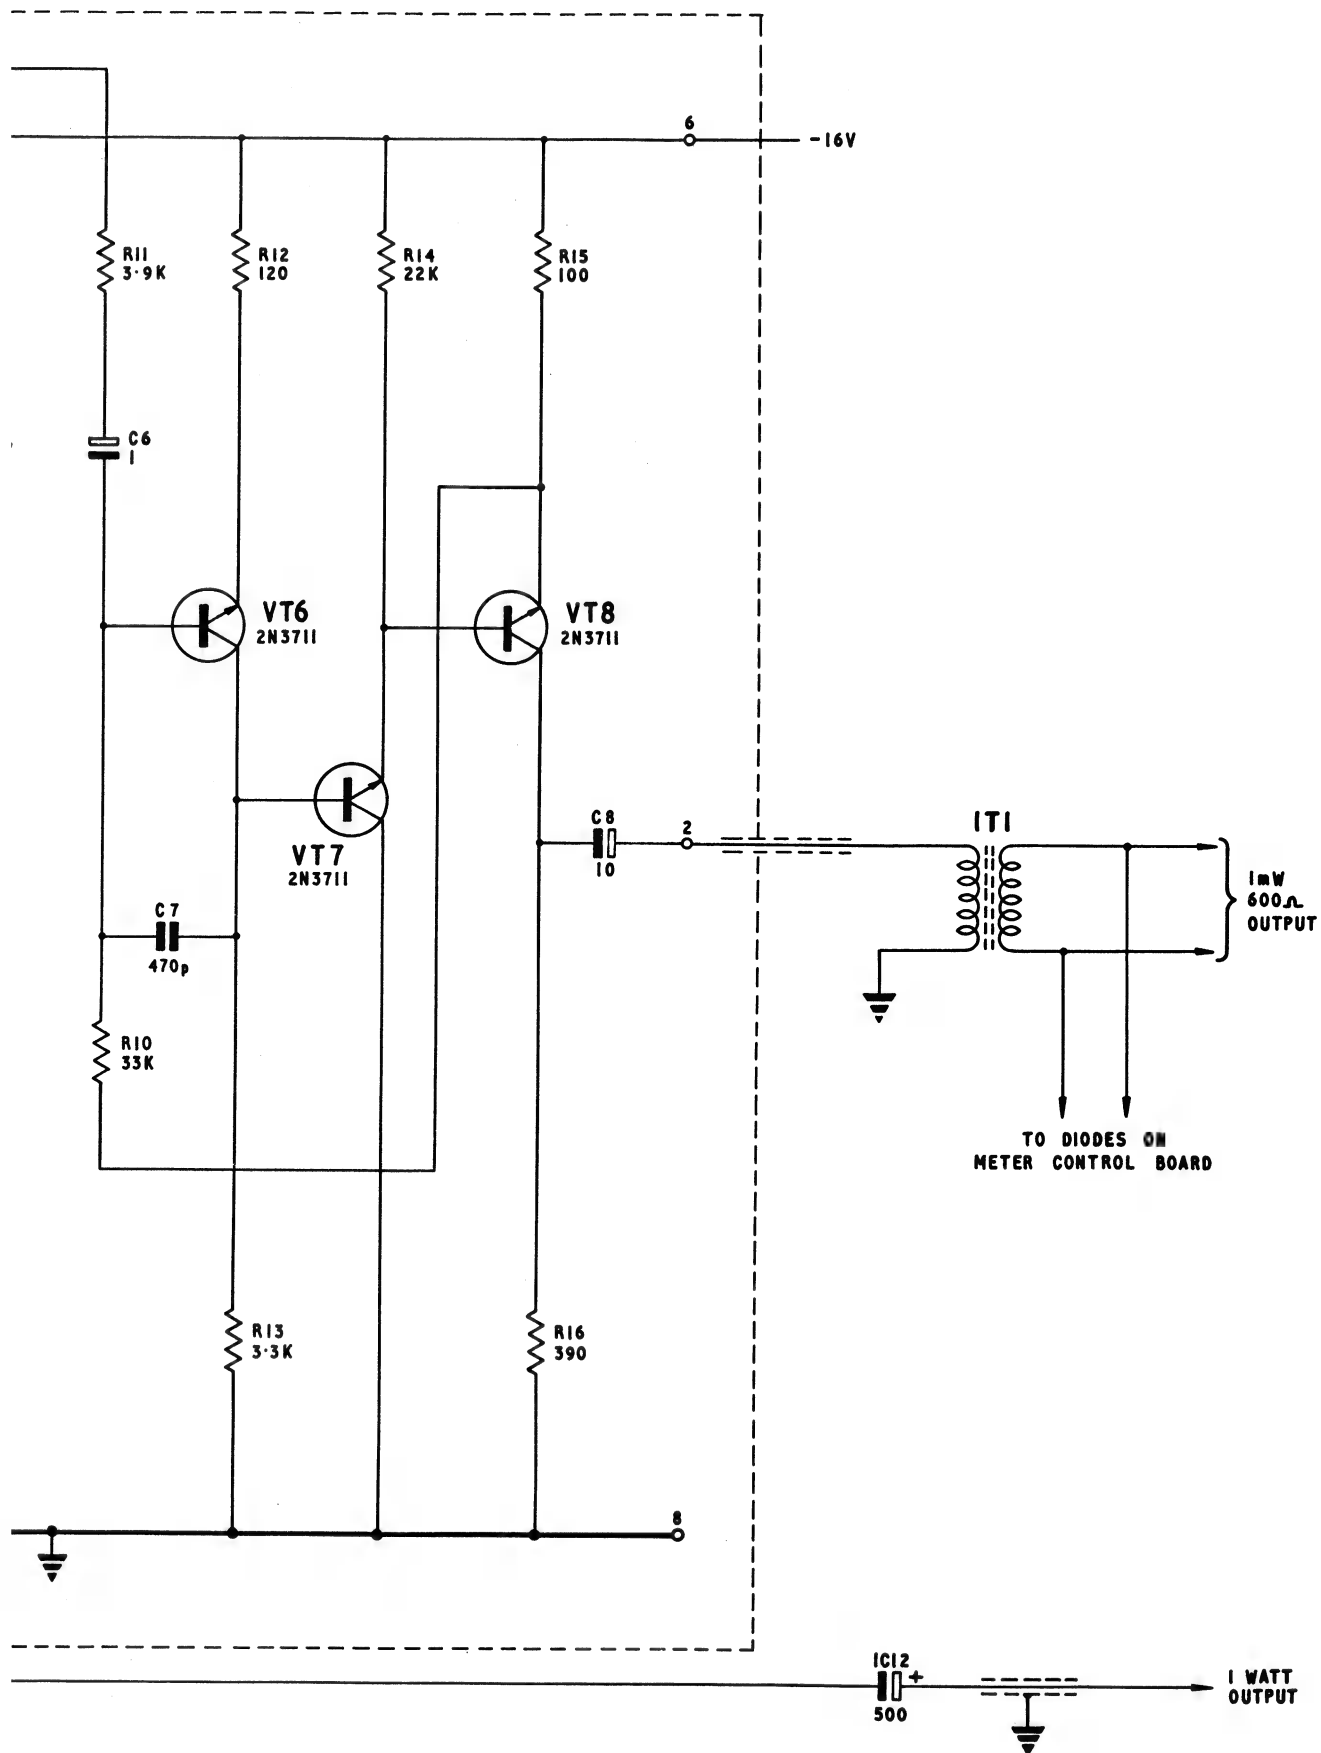 6
-16V
R11
3·9K
R12
120
R14
22K
R15
100
C6
1
VT6
2N3711
VT8
2N3711
VT7
2N3711
C7
470p
C8
10
2
1T1
1mW
600Ω
OUTPUT
R10
33K
TO DIODES ON
METER CONTROL BOARD
R13
3·3K
R16
390
8
1C12
+
500
1 WATT
OUTPUT